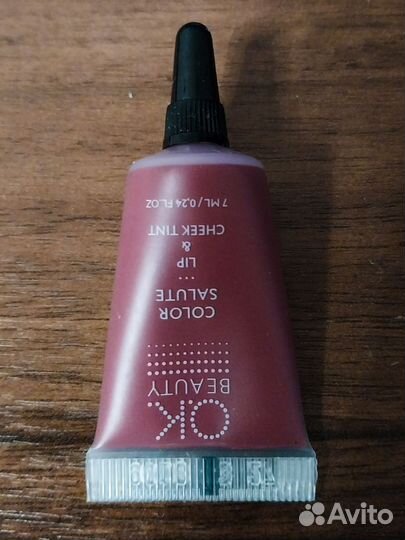 OK
BEAUTY
COLOR
SALUTE
...
LIP
&
CHEEK TINT
7 ML / 0,24 FL.OZ
Avito